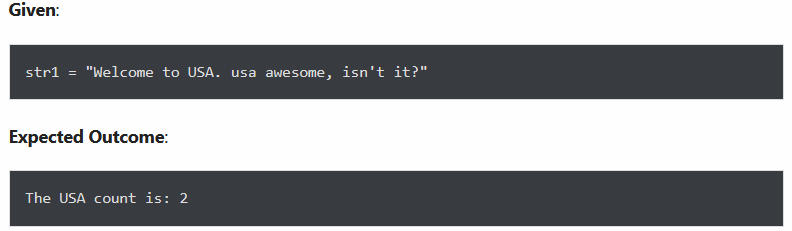 Given:
str1 = "Welcome to USA. usa awesome, isn't it?"
Expected Outcome:
The USA count is: 2